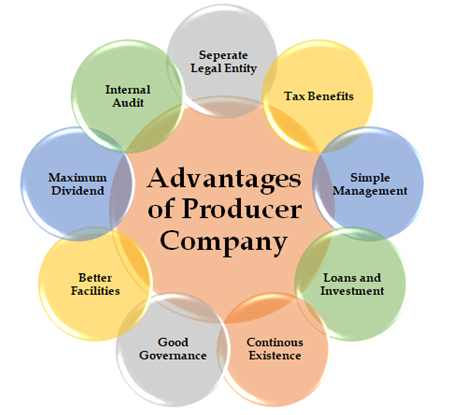 Seperate
Legal Entity
Tax Benefits
Simple
Management
Loans and
Investment
Continous
Existence
Good
Governance
Better
Facilities
Maximum
Dividend
Internal
Audit
Advantages
of Producer
Company